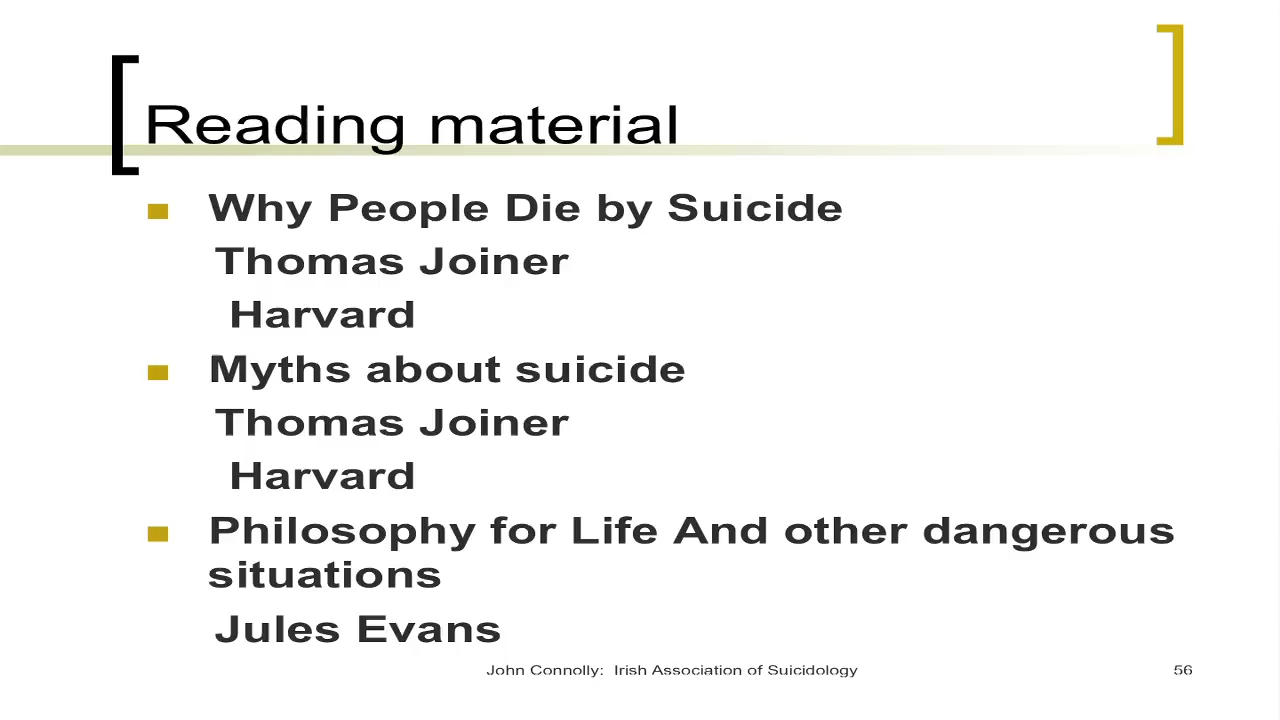 Reading material
Why People Die by Suicide
Thomas Joiner
Harvard
Myths about suicide
Thomas Joiner
Harvard
Philosophy for Life And other dangerous
situations
Jules Evans
John Connolly: Irish Association of Suicidology
56